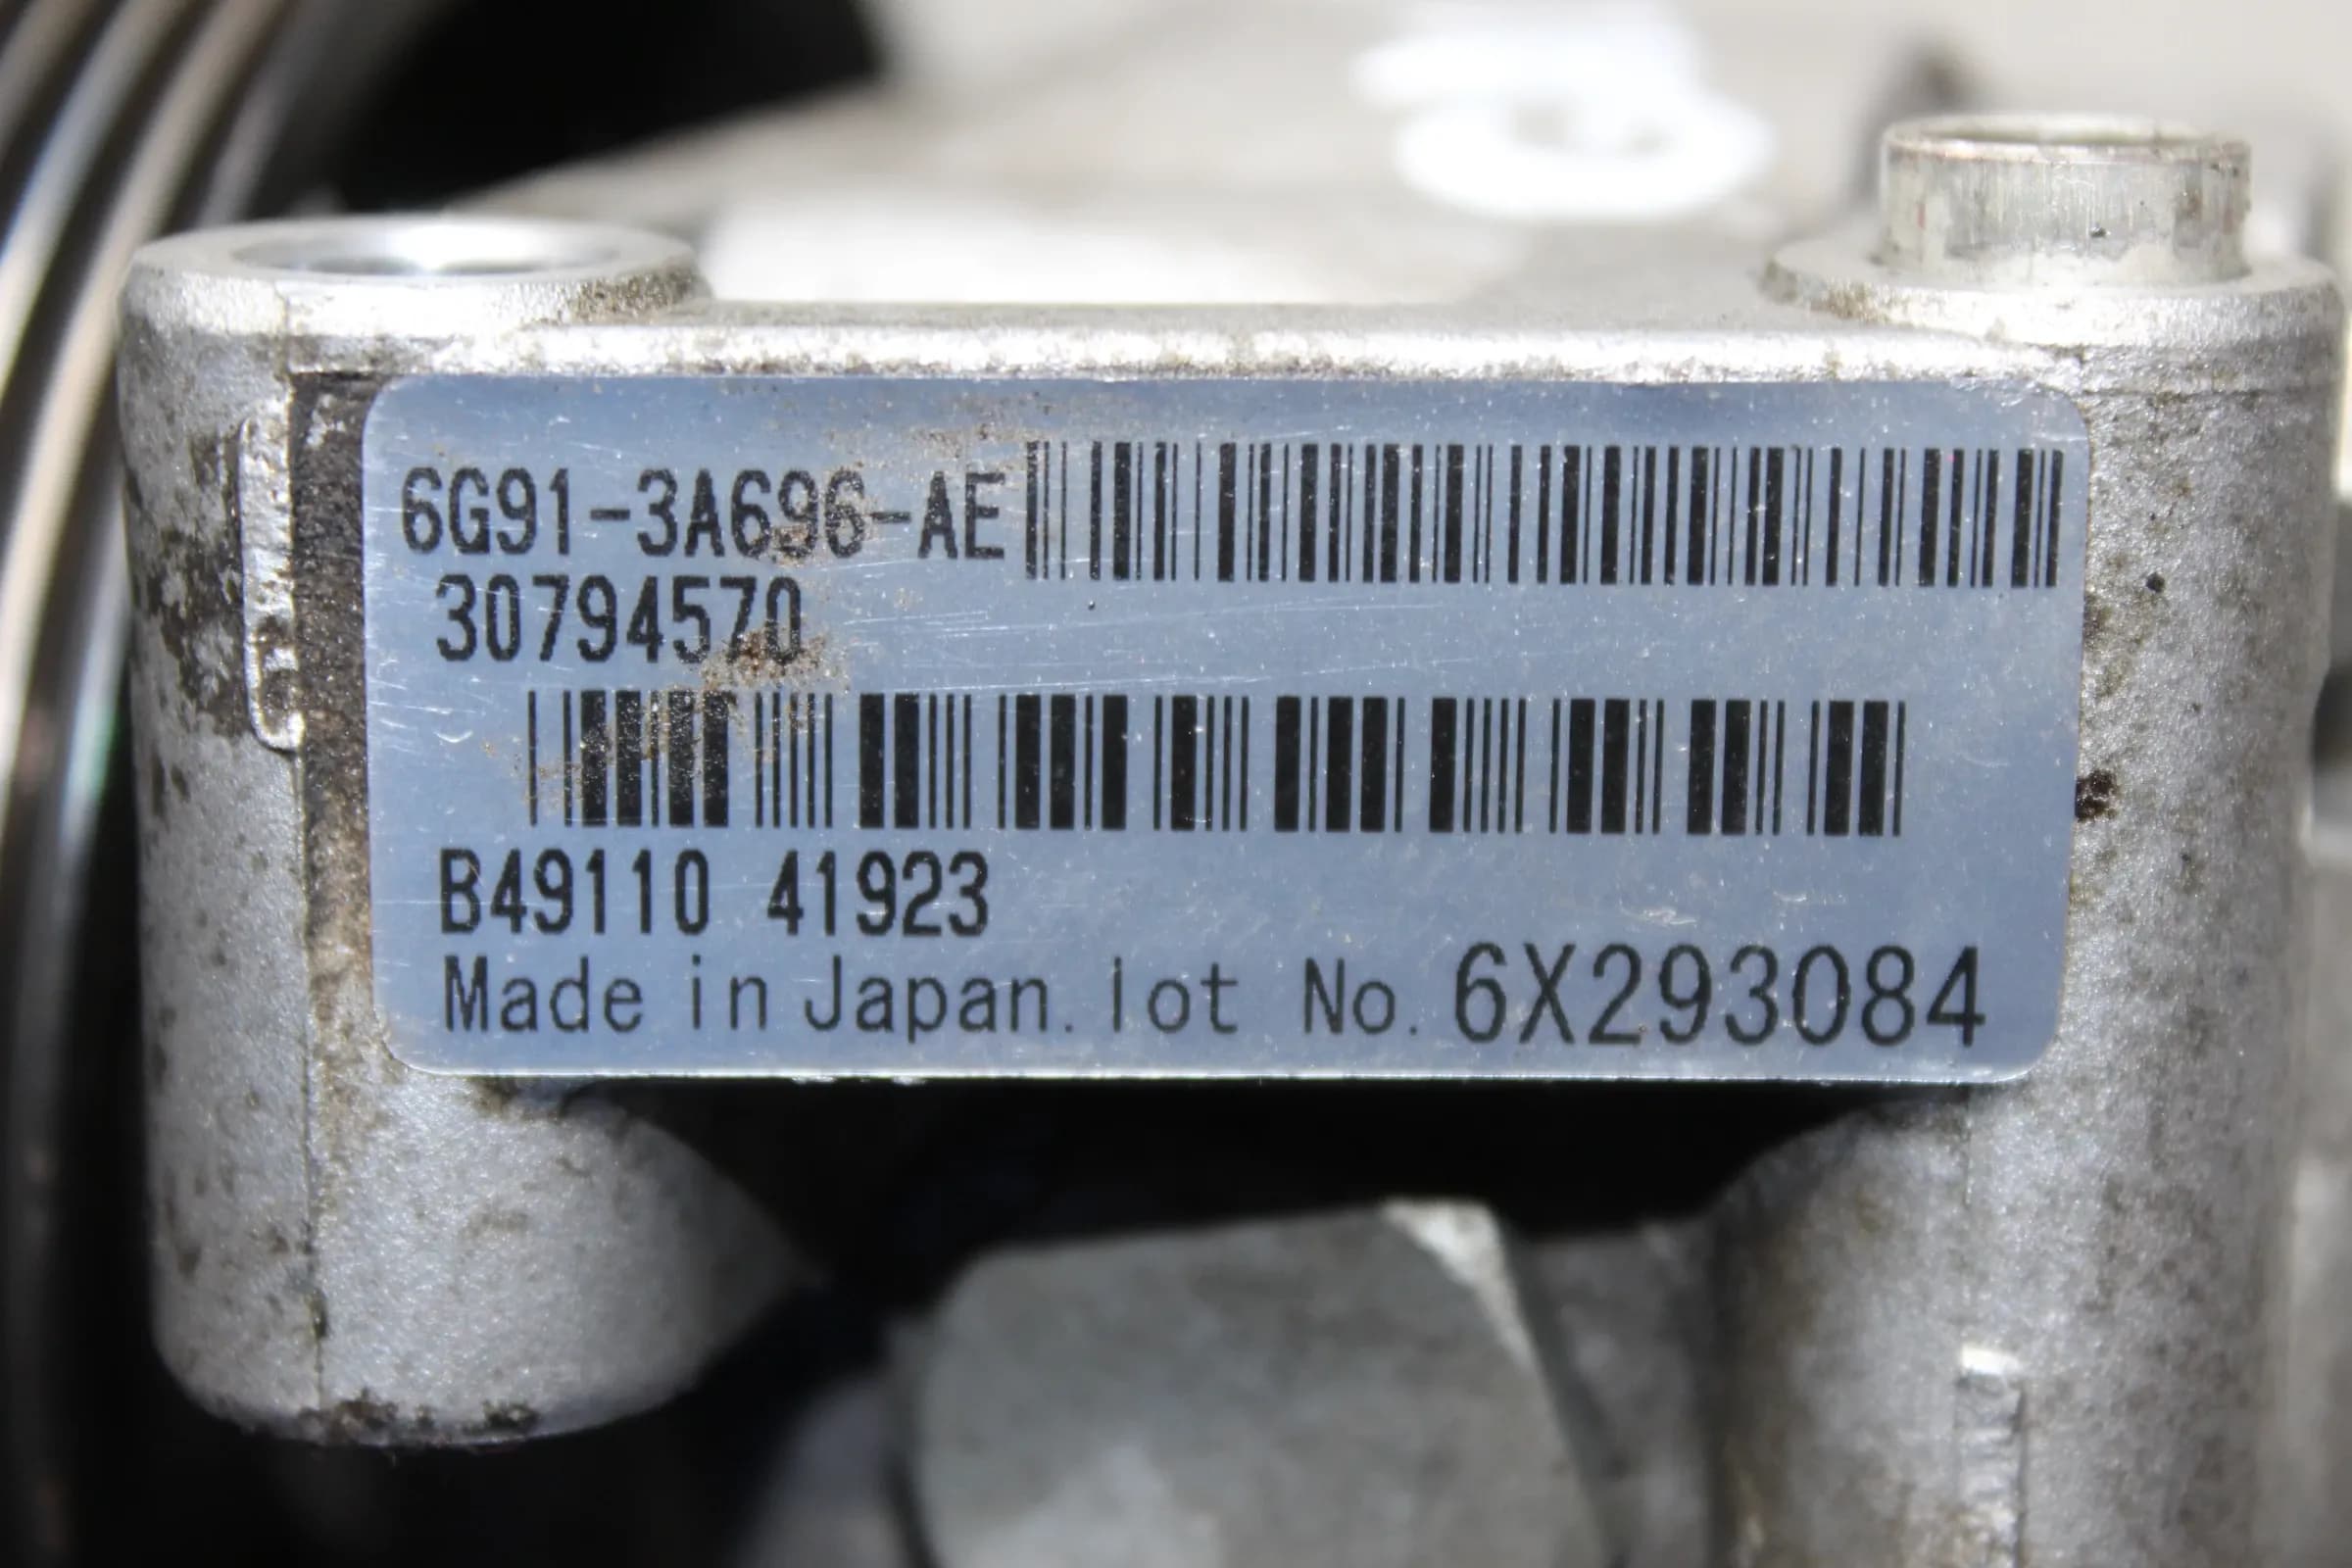 6G91-3A696-AE
30794570
B49110 41923
Made in Japan. lot No. 6X293084